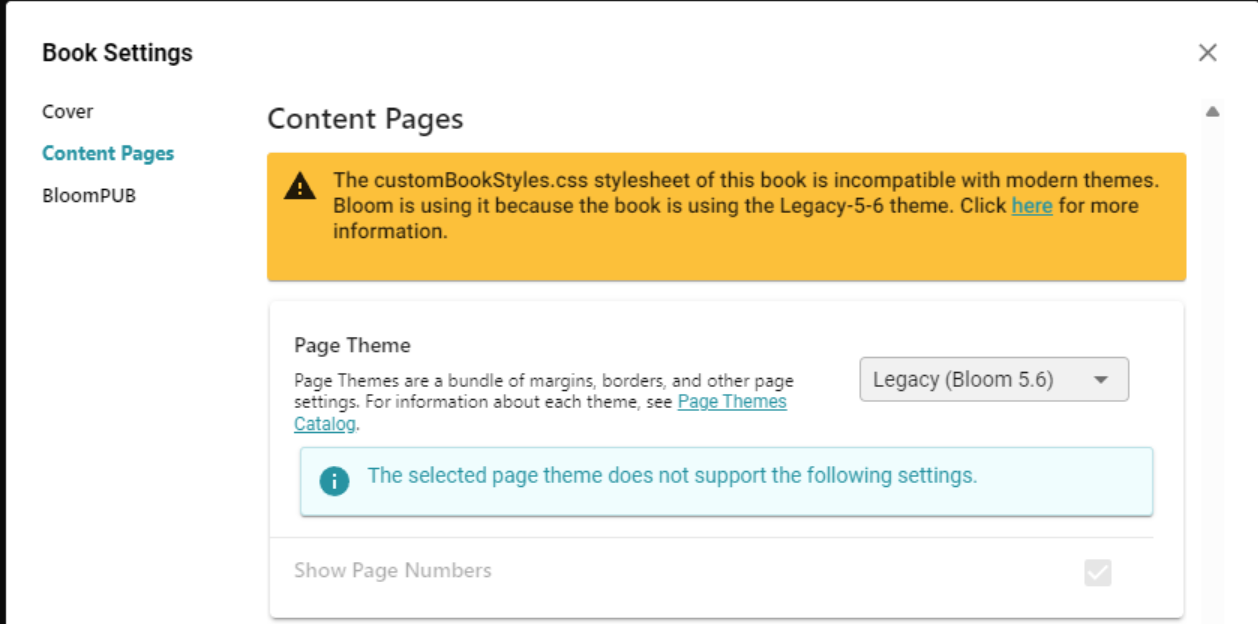 Book Settings
Cover
Content Pages
BloomPUB
Content Pages
The customBookStyles.css stylesheet of this book is incompatible with modern themes.
Bloom is using it because the book is using the Legacy-5-6 theme. Click here for more
information.
Page Theme
Page Themes are a bundle of margins, borders, and other page
settings. For information about each theme, see Page Themes
Catalog.
Legacy (Bloom 5.6)
The selected page theme does not support the following settings.
Show Page Numbers